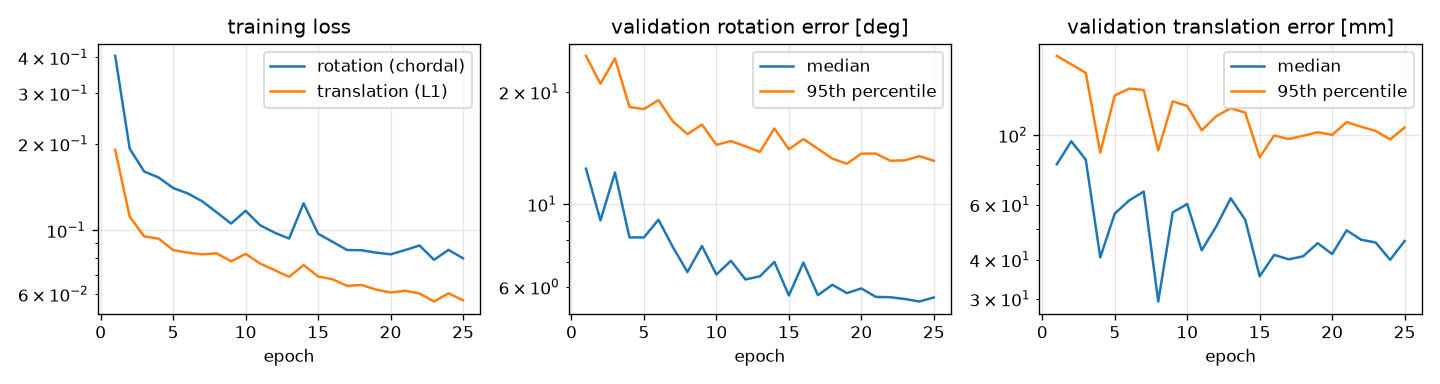 training loss
4 × 10⁻¹
3 × 10⁻¹
2 × 10⁻¹
10⁻¹
6 × 10⁻²
rotation (chordal)
translation (L1)
0 5 10 15 20 25
epoch
validation rotation error [deg]
2 × 10¹
10¹
6 × 10⁰
median
95th percentile
0 5 10 15 20 25
epoch
validation translation error [mm]
10²
6 × 10¹
4 × 10¹
3 × 10¹
median
95th percentile
0 5 10 15 20 25
epoch